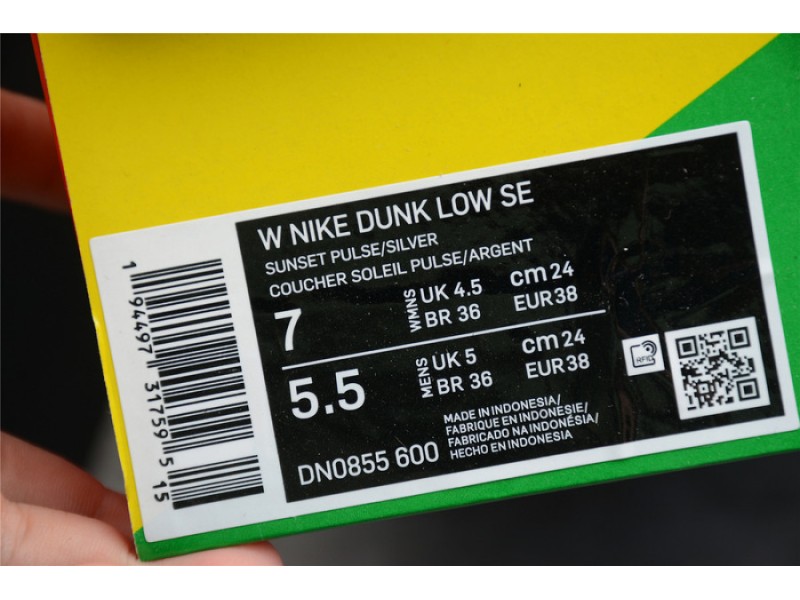 W NIKE DUNK LOW SE
SUNSET PULSE/SILVER
COUCHER SOLEIL PULSE/ARGENT
7 WMNS UK 4.5 cm 24
BR 36 EUR 38
5.5 MENS UK 5 cm 24
BR 36 EUR 38
DN0855 600
MADE IN INDONESIA/
FABRIQUE EN INDONESIE/
FABRICADO NA INDONÉSIA/
HECHO EN INDONESIA
RFID
1 94497 31759 5 15